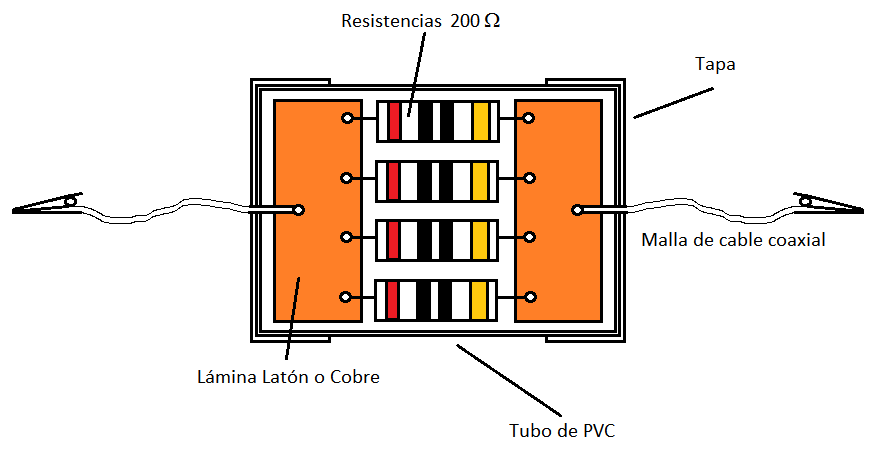 Resistencias 200 Ω
Tapa
Malla de cable coaxial
Lámina Latón o Cobre
Tubo de PVC